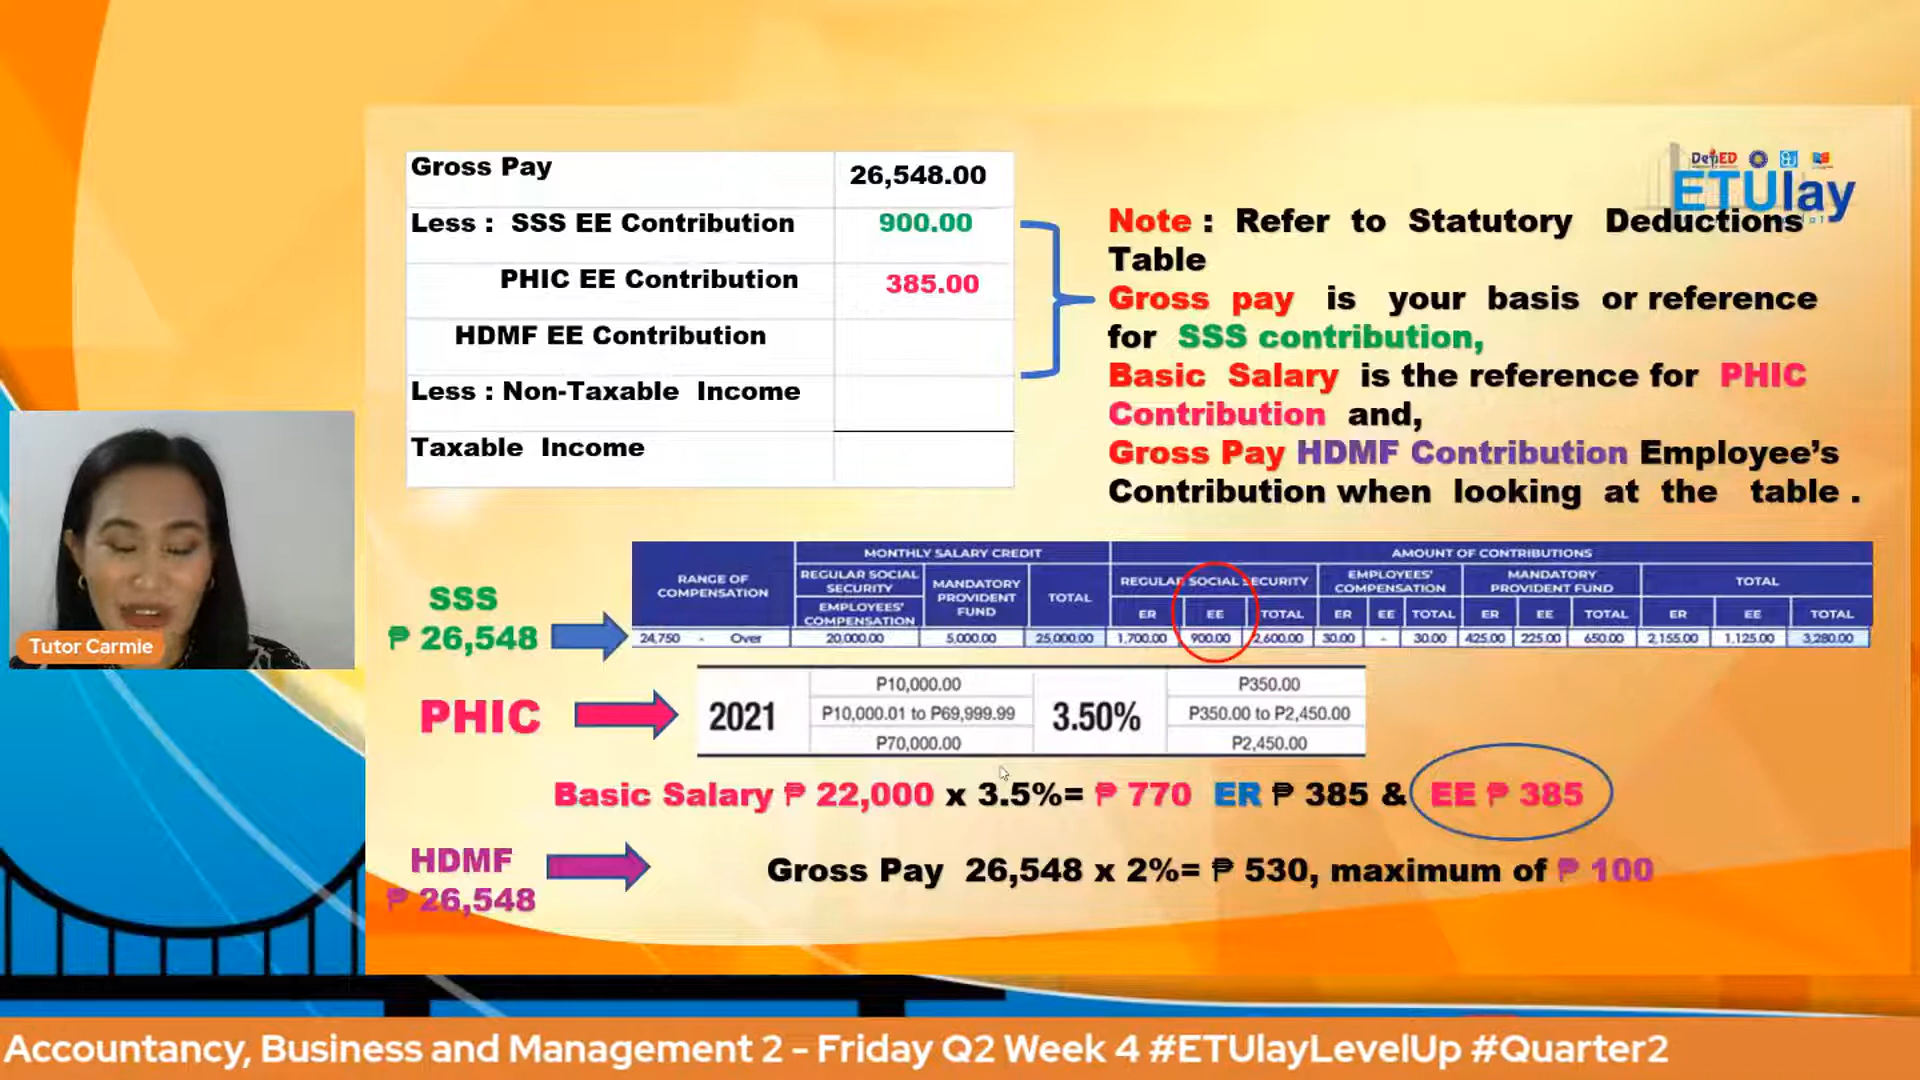 Gross Pay 26,548.00
Less : SSS EE Contribution 900.00
PHIC EE Contribution 385.00
HDMF EE Contribution
Less : Non-Taxable Income
Taxable Income
DepED
ETUlay
Note : Refer to Statutory Deductions
Table
Gross pay is your basis or reference
for SSS contribution,
Basic Salary is the reference for PHIC
Contribution and,
Gross Pay HDMF Contribution Employee's
Contribution when looking at the table .
SSS
₱ 26,548
RANGE OF COMPENSATION
MONTHLY SALARY CREDIT
REGULAR SOCIAL SECURITY
EMPLOYEES' COMPENSATION
MANDATORY PROVIDENT FUND
TOTAL
AMOUNT OF CONTRIBUTIONS
REGULAR SOCIAL SECURITY
EMPLOYEES' COMPENSATION
MANDATORY PROVIDENT FUND
TOTAL
ER EE TOTAL ER EE TOTAL ER EE TOTAL ER EE TOTAL
24,750 - Over 20,000.00 5,000.00 25,000.00 1,700.00 900.00 2,600.00 30.00 - 30.00 425.00 225.00 650.00 2,155.00 1,125.00 3,280.00
PHIC
2021
P10,000.00
P10,000.01 to P69,999.99
P70,000.00
3.50%
P350.00
P350.00 to P2,450.00
P2,450.00
Basic Salary ₱ 22,000 x 3.5%= ₱ 770 ER ₱ 385 & EE ₱ 385
HDMF
₱ 26,548
Gross Pay 26,548 x 2%= ₱ 530, maximum of ₱ 100
Tutor Carmie
Accountancy, Business and Management 2 - Friday Q2 Week 4 #ETUlayLevelUp #Quarter2